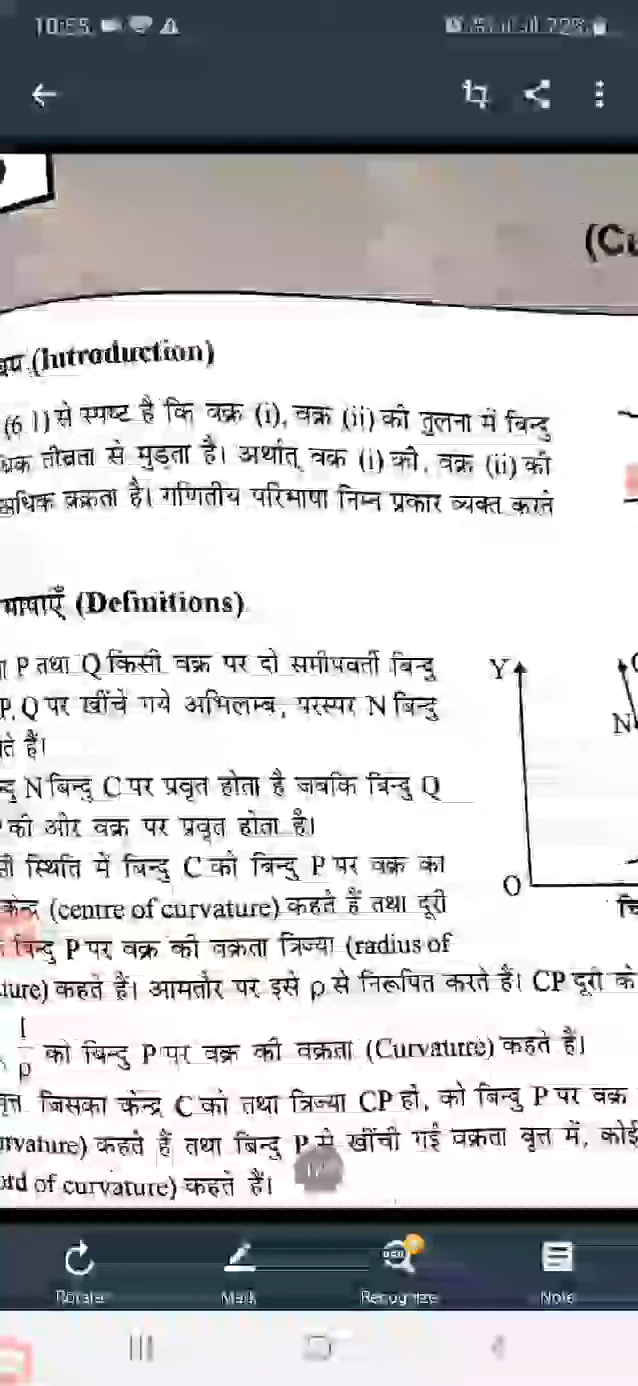 10:55
72%
(Cu
चय (Introduction)
(6 1) से स्पष्ट है कि वक्र (i), वक्र (ii) की तुलना में बिन्दु
धिक तीव्रता से मुड़ता है। अर्थात् वक्र (i) की, वक्र (ii) की
अधिक वक्रता है। गणितीय परिभाषा निम्न प्रकार व्यक्त करते
भाषाएँ (Definitions)
P तथा Q किसी वक्र पर दो समीपवर्ती बिन्दु
P, Q पर खींचे गये अभिलम्ब, परस्पर N बिन्दु
ते हैं।
न्दु N बिन्दु C पर प्रवृत होता है जबकि बिन्दु Q
की ओर वक्र पर प्रवृत होता है।
सी स्थिति में बिन्दु C को बिन्दु P पर वक्र का
केन्द्र (centre of curvature) कहते हैं तथा दूरी
बिन्दु P पर वक्र की वक्रता त्रिज्या (radius of
ture) कहते हैं। आमतौर पर इसे ρ से निरूपित करते हैं। CP दूरी के
1/ρ को बिन्दु P पर वक्र की वक्रता (Curvature) कहते हैं।
वृत्त जिसका केन्द्र C को तथा त्रिज्या CP हो, को बिन्दु P पर वक्र
urvature) कहते हैं तथा बिन्दु P से खींची गई वक्रता वृत्त में, कोई
ord of curvature) कहते हैं।
Y
N
O
चि
Rotate
Mark
Recognize
Note